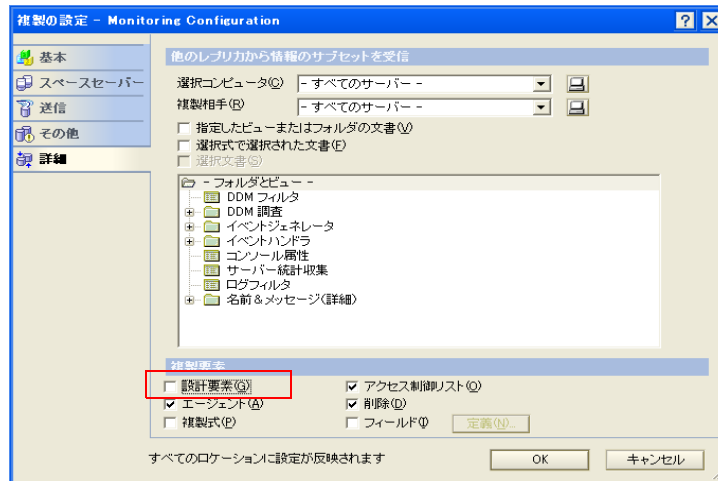 複製の設定 - Monitoring Configuration
基本
スペースセーバー
送信
その他
詳細
他のレプリカから情報のサブセットを受信
選択コンピュータ(C) - すべてのサーバー -
複製相手(R) - すべてのサーバー -
指定したビューまたはフォルダの文書(V)
選択式で選択された文書(F)
選択文書(S)
- フォルダとビュー -
DDM フィルタ
DDM 調査
イベントジェネレータ
イベントハンドラ
コンソール属性
サーバー統計収集
ログフィルタ
名前&メッセージ(詳細)
複製要素
設計要素(G) アクセス制御リスト(O)
エージェント(A) 削除(D)
複製式(P) フィールド(I) 定義(N)...
すべてのロケーションに設定が反映されます OK キャンセル